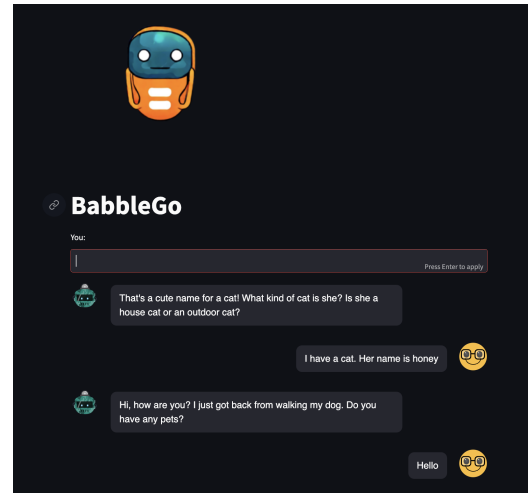 BabbleGo
You:
Press Enter to apply
That's a cute name for a cat! What kind of cat is she? Is she a
house cat or an outdoor cat?
I have a cat. Her name is honey
Hi, how are you? I just got back from walking my dog. Do you
have any pets?
Hello